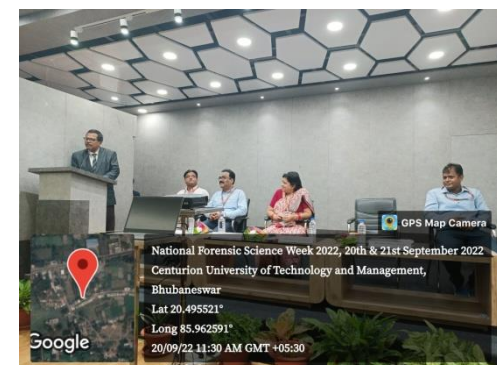 GPS Map Camera
National Forensic Science Week 2022, 20th & 21st September 2022
Centurion University of Technology and Management,
Bhubaneswar
Lat 20.495521°
Long 85.962591°
20/09/22 11:30 AM GMT +05:30
Google